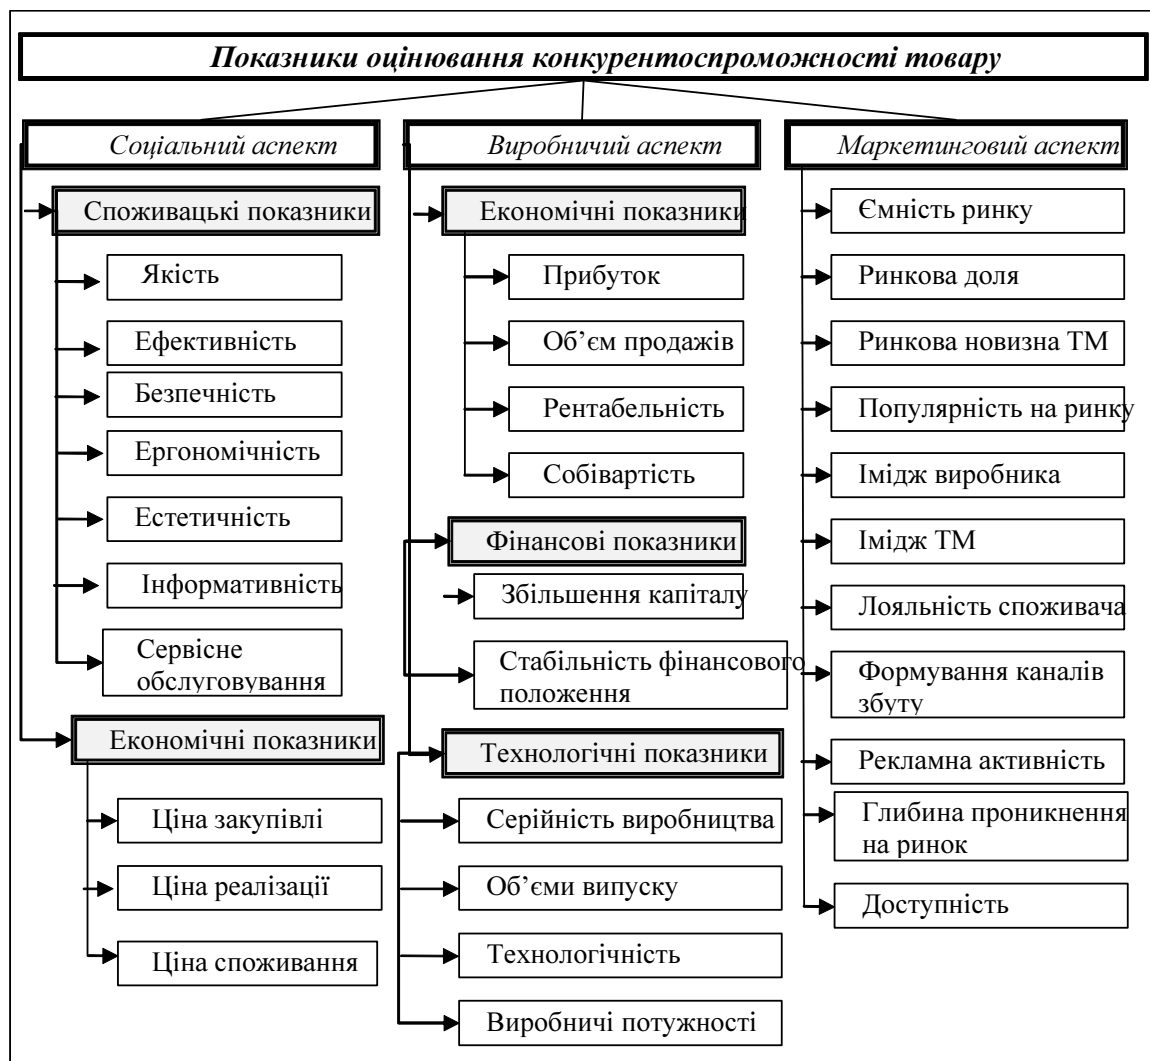 Показники оцінювання конкурентоспроможності товару
Соціальний аспект
Споживацькі показники
Якість
Ефективність
Безпечність
Ергономічність
Естетичність
Інформативність
Сервісне
обслуговування
Економічні показники
Ціна закупівлі
Ціна реалізації
Ціна споживання
Виробничий аспект
Економічні показники
Прибуток
Об’єм продажів
Рентабельність
Собівартість
Фінансові показники
Збільшення капіталу
Стабільність фінансового
положення
Технологічні показники
Серійність виробництва
Об’єми випуску
Технологічність
Виробничі потужності
Маркетинговий аспект
Ємність ринку
Ринкова доля
Ринкова новизна ТМ
Популярність на ринку
Імідж виробника
Імідж ТМ
Лояльність споживача
Формування каналів
збуту
Рекламна активність
Глибина проникнення
на ринок
Доступність